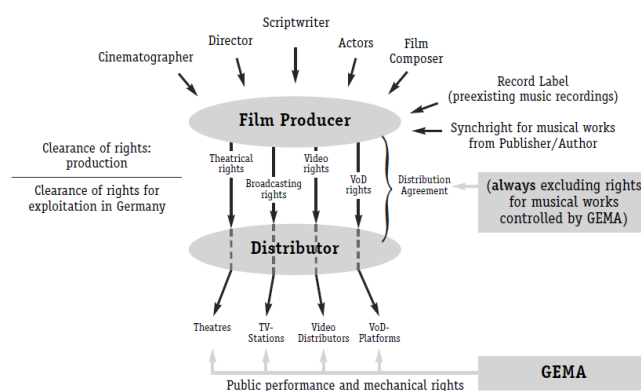 Scriptwriter
Director
Actors
Film
Composer
Cinematographer
Record Label
(preexisting music recordings)
Film Producer
Synchright for musical works
from Publisher/Author
Clearance of rights:
production
Clearance of rights for
exploitation in Germany
Theatrical
rights
Broadcasting
rights
Video
rights
VoD
rights
Distribution
Agreement
(always excluding rights
for musical works
controlled by GEMA)
Distributor
Theatres
TV-
Stations
Video
Distributors
VoD-
Platforms
GEMA
Public performance and mechanical rights